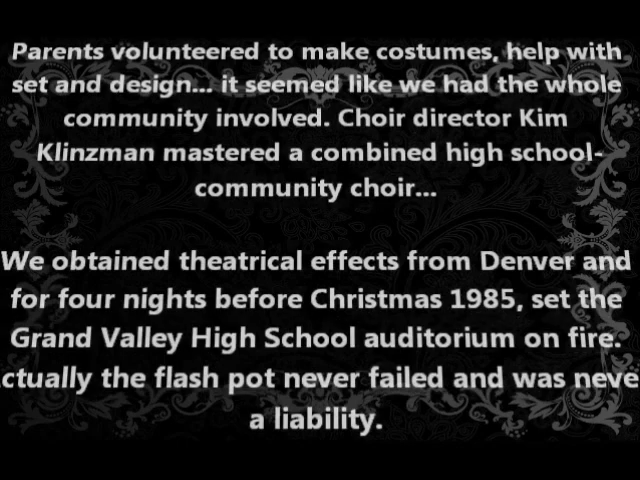 Parents volunteered to make costumes, help with
set and design... it seemed like we had the whole
community involved. Choir director Kim
Klinzman mastered a combined high school-
community choir...
We obtained theatrical effects from Denver and
for four nights before Christmas 1985, set the
Grand Valley High School auditorium on fire.
ctually the flash pot never failed and was neve
a liability.